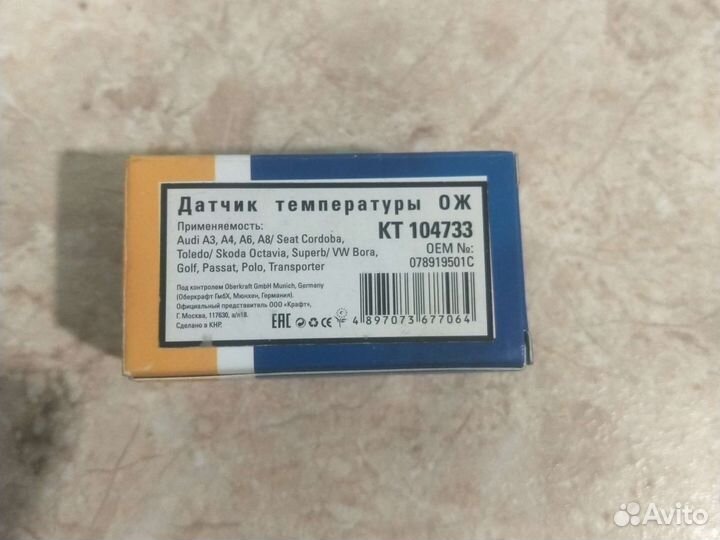 Датчик температуры ОЖ
Применяемость:
Audi A3, A4, A6, A8/ Seat Cordoba,
Toledo/ Skoda Octavia, Superb/ VW Bora,
Golf, Passat, Polo, Transporter
KT 104733
OEM №:
078919501C
Под контролем Oberkraft GmbH Munich, Germany
(Оберкрафт ГмбХ, Мюнхен, Германия).
Официальный представитель ООО «Крафт»,
Г. Москва, 117630, а/я18.
Сделано в КНР.
EAC
CE
4 897073 677064
Avito